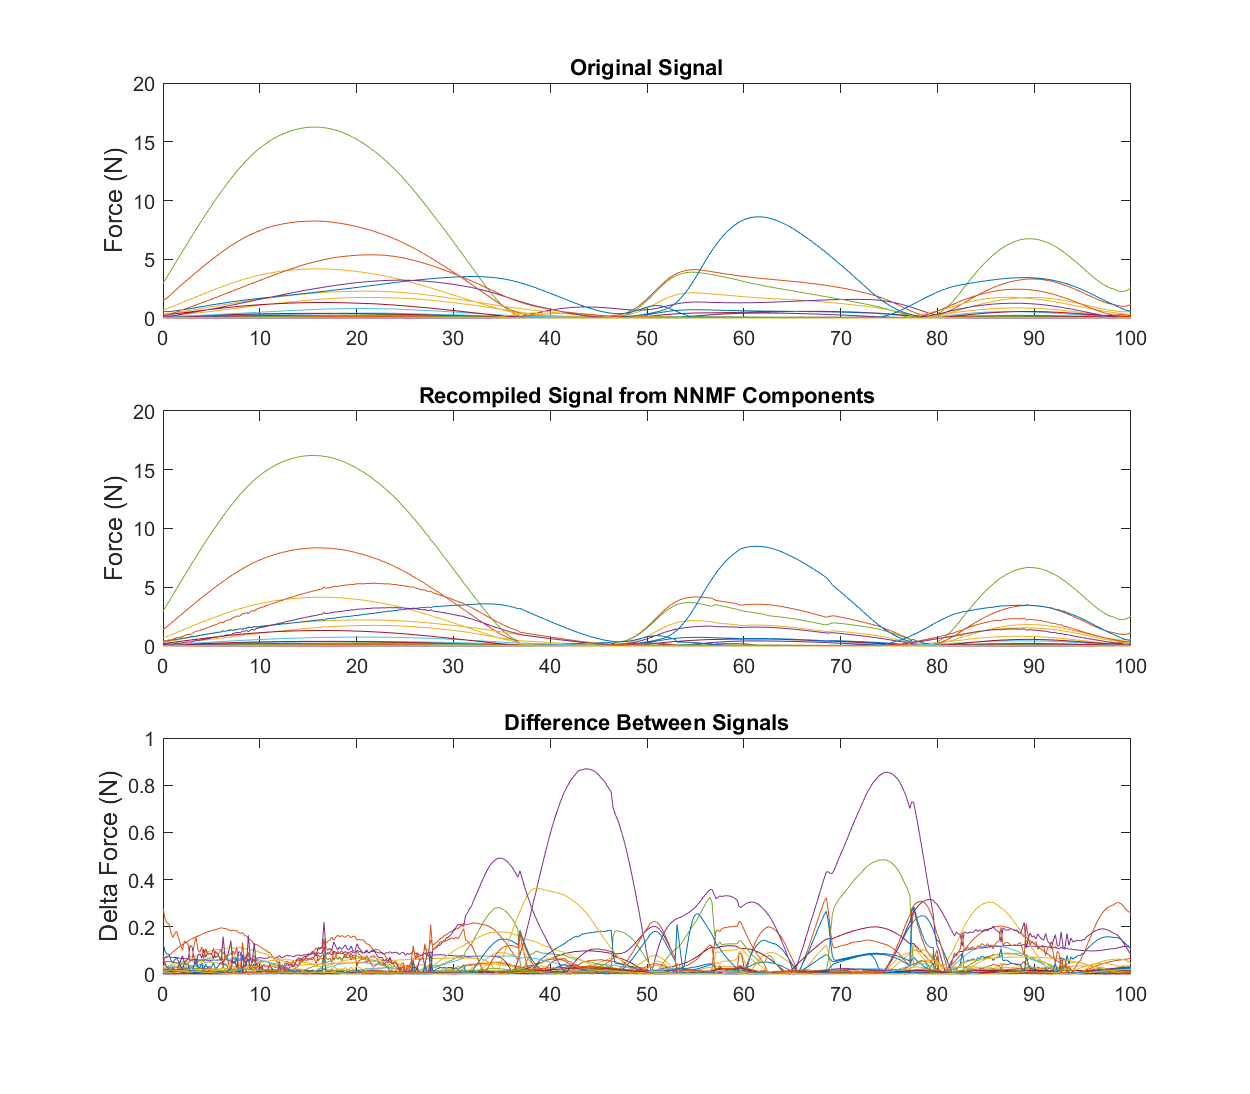 Original Signal
Force (N)
20
15
10
5
0
0 10 20 30 40 50 60 70 80 90 100
Recompiled Signal from NNMF Components
Force (N)
20
15
10
5
0
0 10 20 30 40 50 60 70 80 90 100
Difference Between Signals
Delta Force (N)
1
0.8
0.6
0.4
0.2
0
0 10 20 30 40 50 60 70 80 90 100